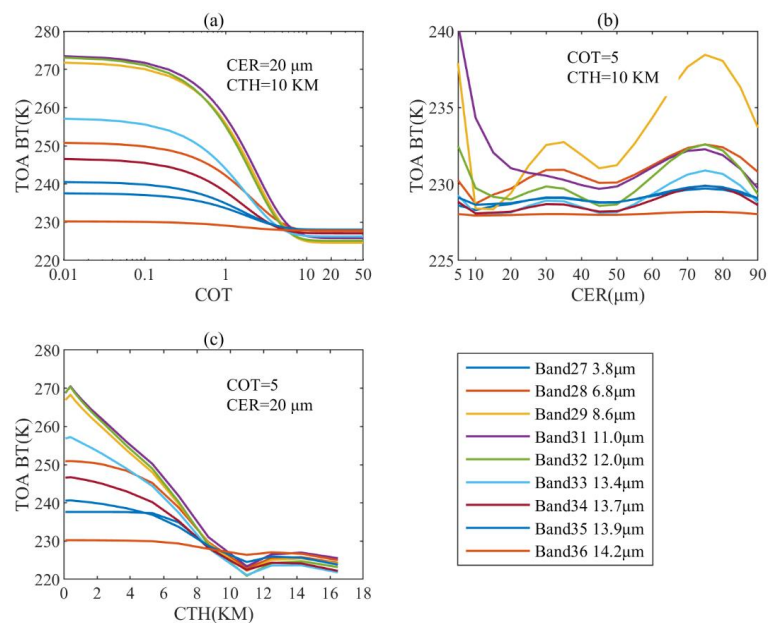 (a)
280
270
260
250
240
230
220
TOA BT(K)
CER=20 μm
CTH=10 KM
0.01
0.1
1
10
20
50
COT
(b)
240
235
230
225
TOA BT(K)
COT=5
CTH=10 KM
5
10
20
30
40
50
60
70
80
90
CER(μm)
(c)
280
270
260
250
240
230
220
TOA BT(K)
COT=5
CER=20 μm
0
2
4
6
8
10
12
14
16
18
CTH(KM)
Band27 3.8μm
Band28 6.8μm
Band29 8.6μm
Band31 11.0μm
Band32 12.0μm
Band33 13.4μm
Band34 13.7μm
Band35 13.9μm
Band36 14.2μm